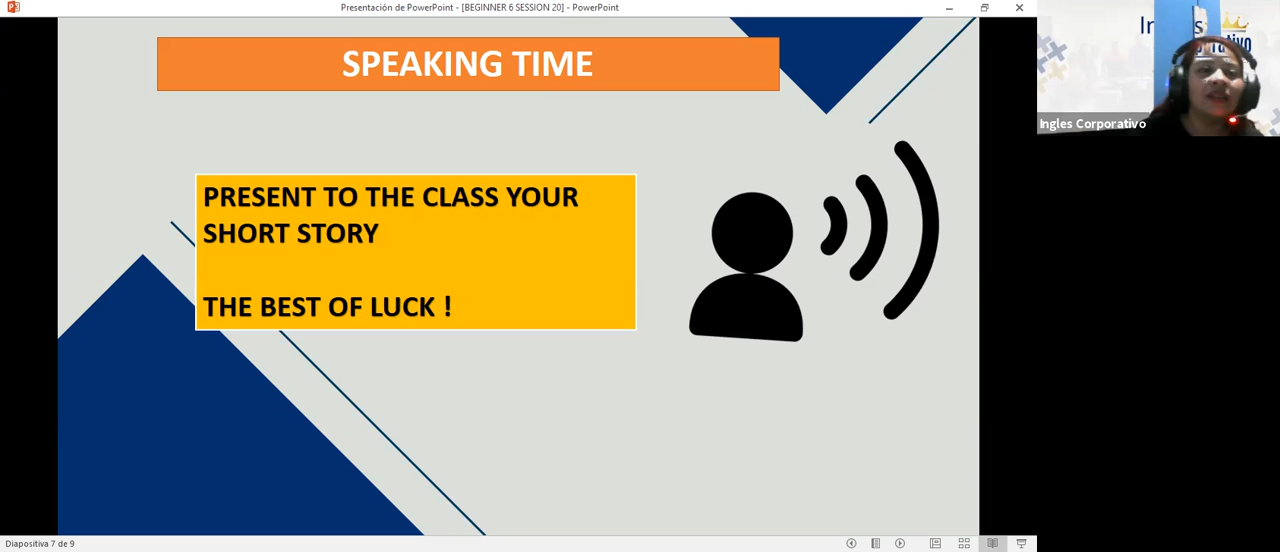 Presentación de PowerPoint - [BEGINNER 6 SESSION 20] - PowerPoint
SPEAKING TIME
PRESENT TO THE CLASS YOUR
SHORT STORY
THE BEST OF LUCK !
Ingles Corporativo
Diapositiva 7 de 9